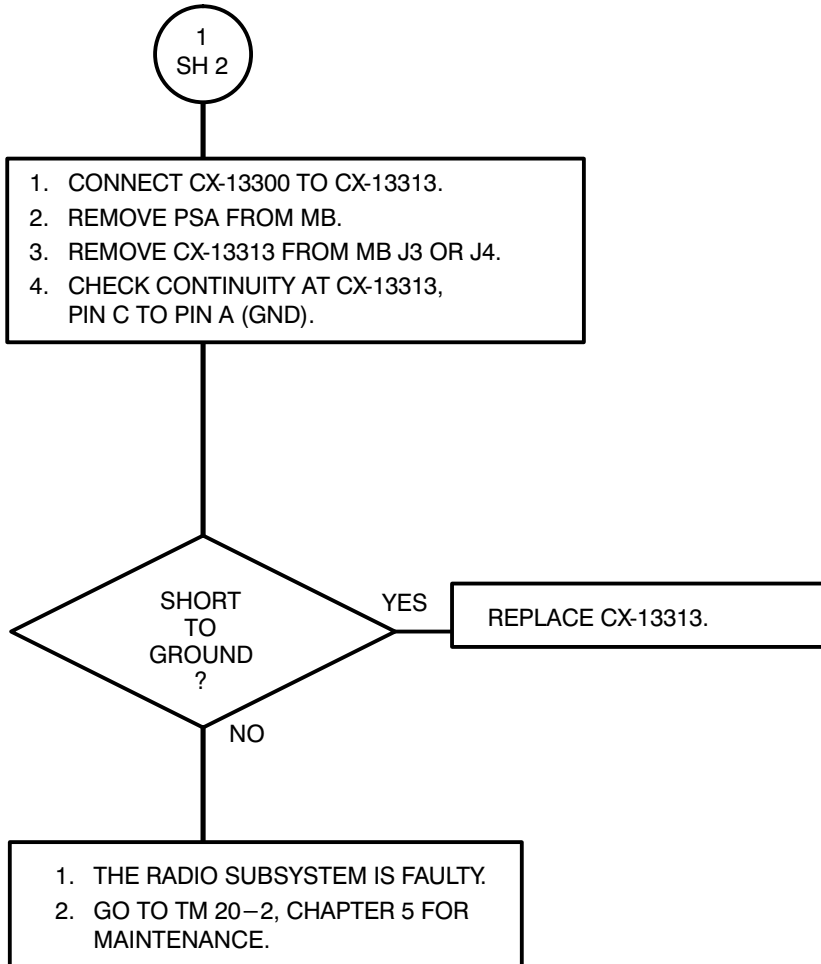 1
SH 2
1. CONNECT CX-13300 TO CX-13313.
2. REMOVE PSA FROM MB.
3. REMOVE CX-13313 FROM MB J3 OR J4.
4. CHECK CONTINUITY AT CX-13313,
PIN C TO PIN A (GND).
SHORT
TO
GROUND
?
YES
REPLACE CX-13313.
NO
1. THE RADIO SUBSYSTEM IS FAULTY.
2. GO TO TM 20−2, CHAPTER 5 FOR
MAINTENANCE.